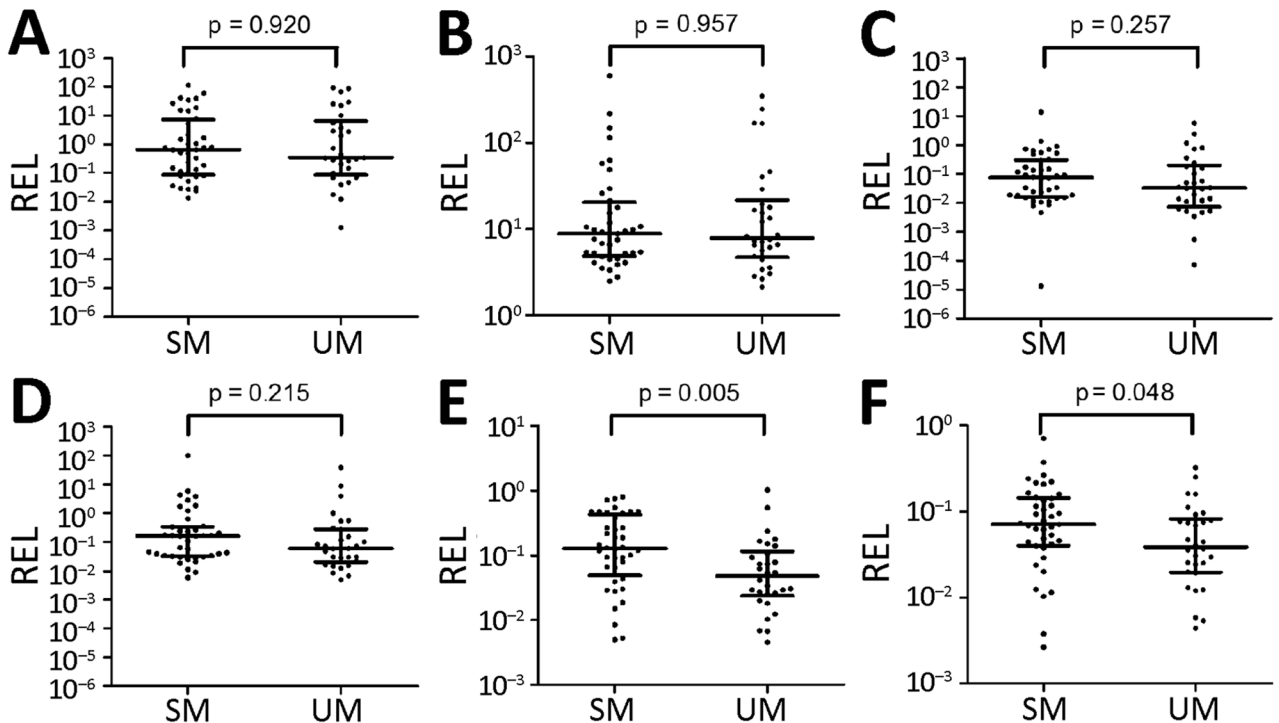 A
p = 0.920
REL
10³
10²
10¹
10⁰
10⁻¹
10⁻²
10⁻³
10⁻⁴
10⁻⁵
10⁻⁶
SM UM
B
p = 0.957
REL
10³
10²
10¹
10⁰
SM UM
C
p = 0.257
REL
10³
10²
10¹
10⁰
10⁻¹
10⁻²
10⁻³
10⁻⁴
10⁻⁵
10⁻⁶
SM UM
D
p = 0.215
REL
10³
10²
10¹
10⁰
10⁻¹
10⁻²
10⁻³
10⁻⁴
10⁻⁵
10⁻⁶
SM UM
E
p = 0.005
REL
10¹
10⁰
10⁻¹
10⁻²
10⁻³
SM UM
F
p = 0.048
REL
10⁰
10⁻¹
10⁻²
10⁻³
SM UM